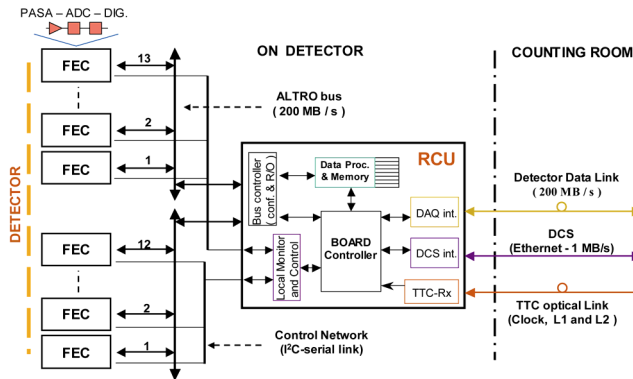 PASA – ADC – DIG.
ON DETECTOR
COUNTING ROOM
DETECTOR
FEC
13
FEC
2
FEC
1
ALTRO bus
( 200 MB / s )
RCU
Bus controller
( conf. & R/O )
Data Proc.
& Memory
BOARD
Controller
DAQ int.
DCS int.
TTC-Rx
Local Monitor
and Control
Detector Data Link
( 200 MB / s )
DCS
(Ethernet - 1 MB/s)
TTC optical Link
(Clock, L1 and L2 )
FEC
12
FEC
2
FEC
1
Control Network
(I²C-serial link)